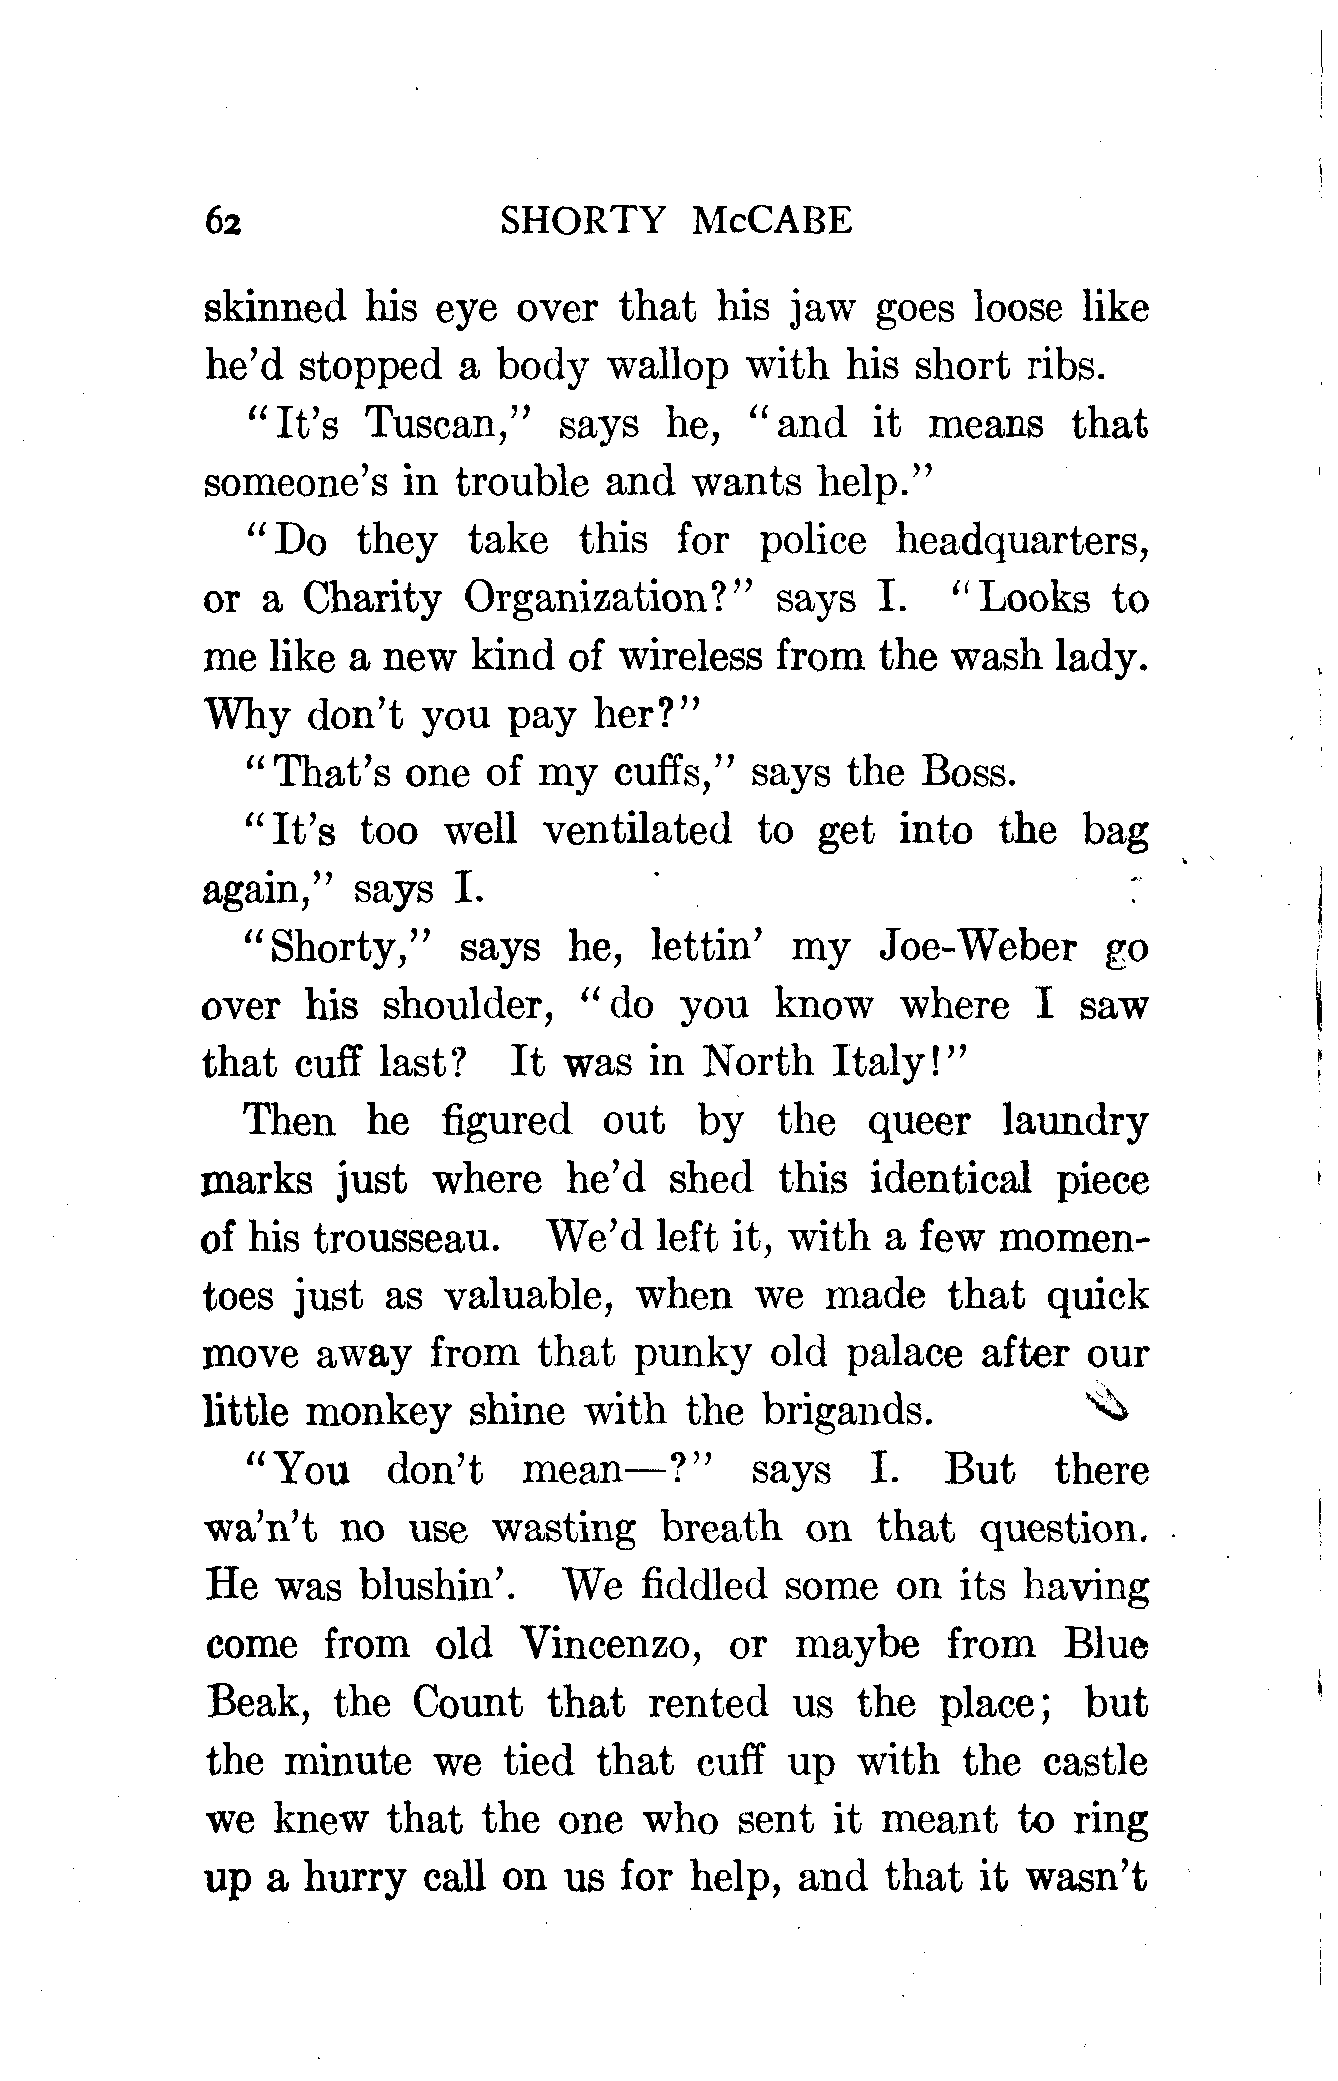 62 SHORTY McCABE
skinned his eye over that his jaw goes loose like
he'd stopped a body wallop with his short ribs.
"It's Tuscan," says he, "and it means that
someone's in trouble and wants help."
"Do they take this for police headquarters,
or a Charity Organization?" says I. "Looks to
me like a new kind of wireless from the wash lady.
Why don't you pay her?"
"That's one of my cuffs," says the Boss.
"It's too well ventilated to get into the bag
again," says I.
"Shorty," says he, lettin' my Joe-Weber go
over his shoulder, "do you know where I saw
that cuff last? It was in North Italy!"
Then he figured out by the queer laundry
marks just where he'd shed this identical piece
of his trousseau. We'd left it, with a few momen-
toes just as valuable, when we made that quick
move away from that punky old palace after our
little monkey shine with the brigands.
"You don't mean—?" says I. But there
wa'n't no use wasting breath on that question.
He was blushin'. We fiddled some on its having
come from old Vincenzo, or maybe from Blue
Beak, the Count that rented us the place; but
the minute we tied that cuff up with the castle
we knew that the one who sent it meant to ring
up a hurry call on us for help, and that it wasn't